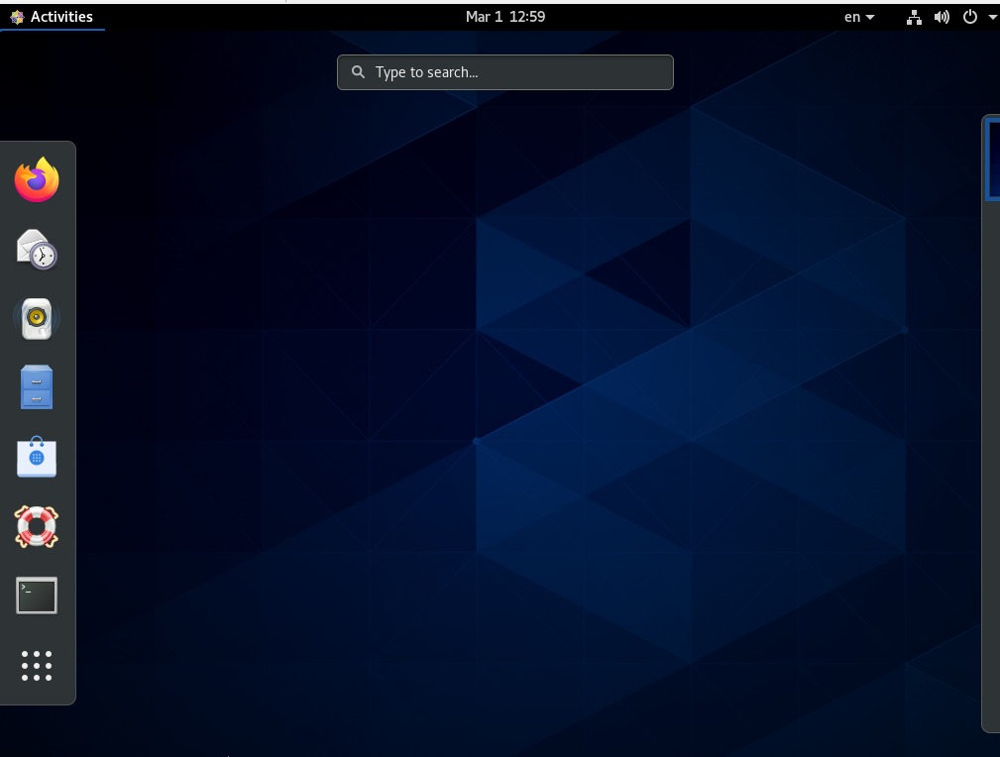 Activities
Mar 1 12:59
en
Type to search...
>_